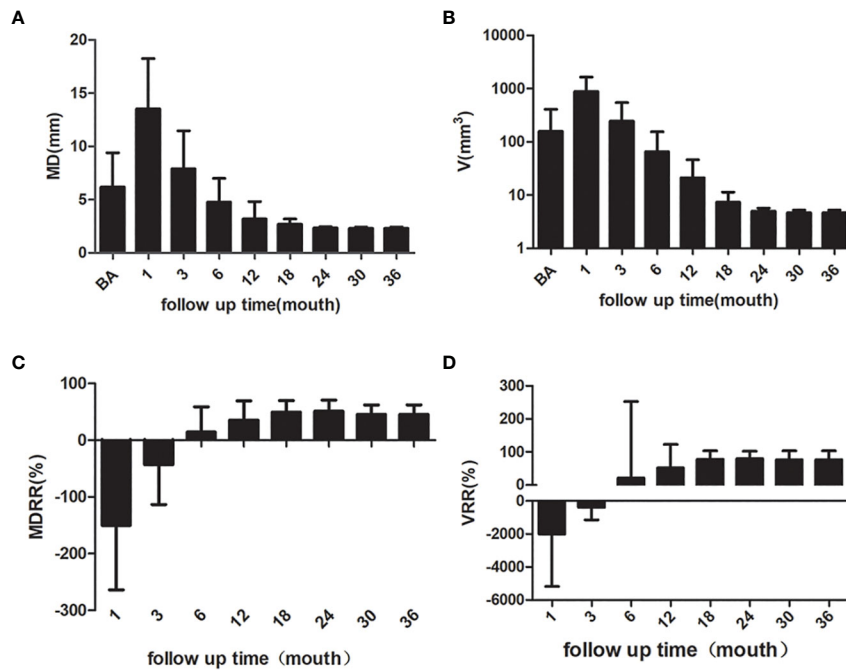 A
MD(mm)
20
15
10
5
0
BA 1 3 6 12 18 24 30 36
follow up time(mouth)
B
V(mm³)
10000
1000
100
10
1
BA 1 3 6 12 18 24 30 36
follow up time(mouth)
C
MDRR(%)
100
0
-100
-200
-300
1 3 6 12 18 24 30 36
follow up time（mouth）
D
VRR(%)
300
200
100
0
0
-2000
-4000
-6000
1 3 6 12 18 24 30 36
follow up time（mouth）